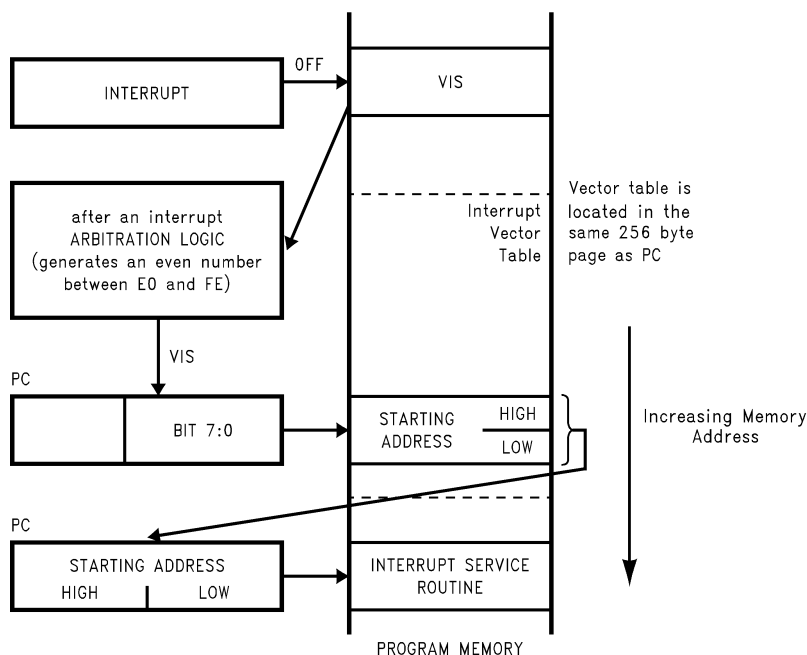 OFF
INTERRUPT
VIS
after an interrupt
ARBITRATION LOGIC
(generates an even number
between E0 and FE)
Interrupt
Vector
Table
Vector table is
located in the
same 256 byte
page as PC
VIS
PC
BIT 7:0
STARTING
ADDRESS
HIGH
LOW
Increasing Memory
Address
PC
STARTING ADDRESS
HIGH
LOW
INTERRUPT SERVICE
ROUTINE
PROGRAM MEMORY